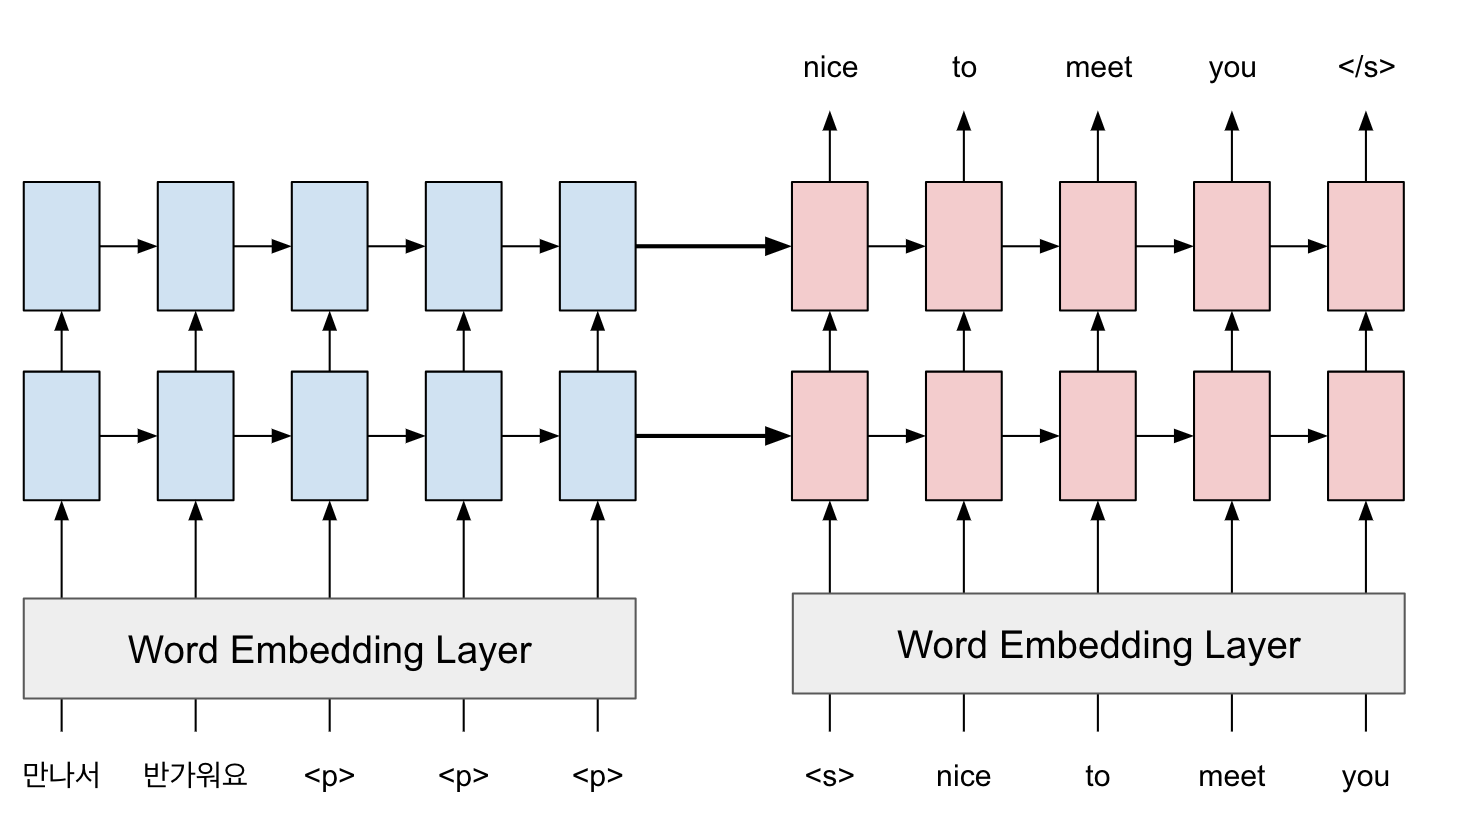 nice to meet you </s>
Word Embedding Layer
Word Embedding Layer
만나서 반가워요 <p> <p> <p>
<s> nice to meet you